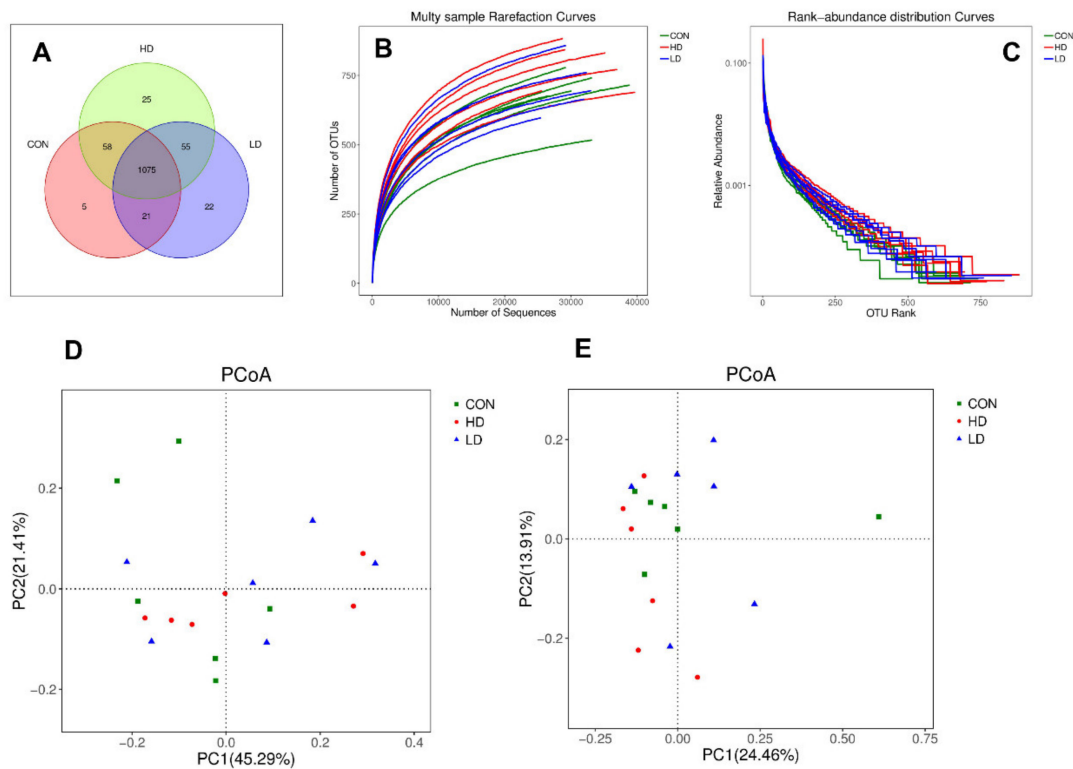 A
HD
25
CON
58
55
LD
1075
5
21
22
Multy sample Rarefaction Curves
B
CON
HD
LD
Number of OTUs
750
500
250
0
0
10000
20000
30000
40000
Number of Sequences
Rank−abundance distribution Curves
C
CON
HD
LD
Relative Abundance
0.100
0.001
0
250
500
750
OTU Rank
D
PCoA
CON
HD
LD
PC2(21.41%)
0.2
0.0
−0.2
−0.2
0.0
0.2
0.4
PC1(45.29%)
E
PCoA
CON
HD
LD
PC2(13.91%)
0.2
0.0
−0.2
−0.25
0.00
0.25
0.50
0.75
PC1(24.46%)